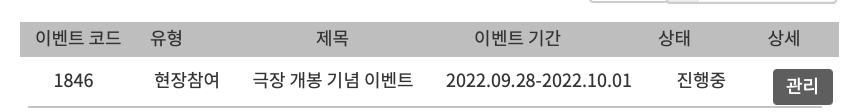 이벤트 코드 유형 제목 이벤트 기간 상태 상세
1846 현장참여 극장 개봉 기념 이벤트 2022.09.28-2022.10.01 진행중 관리